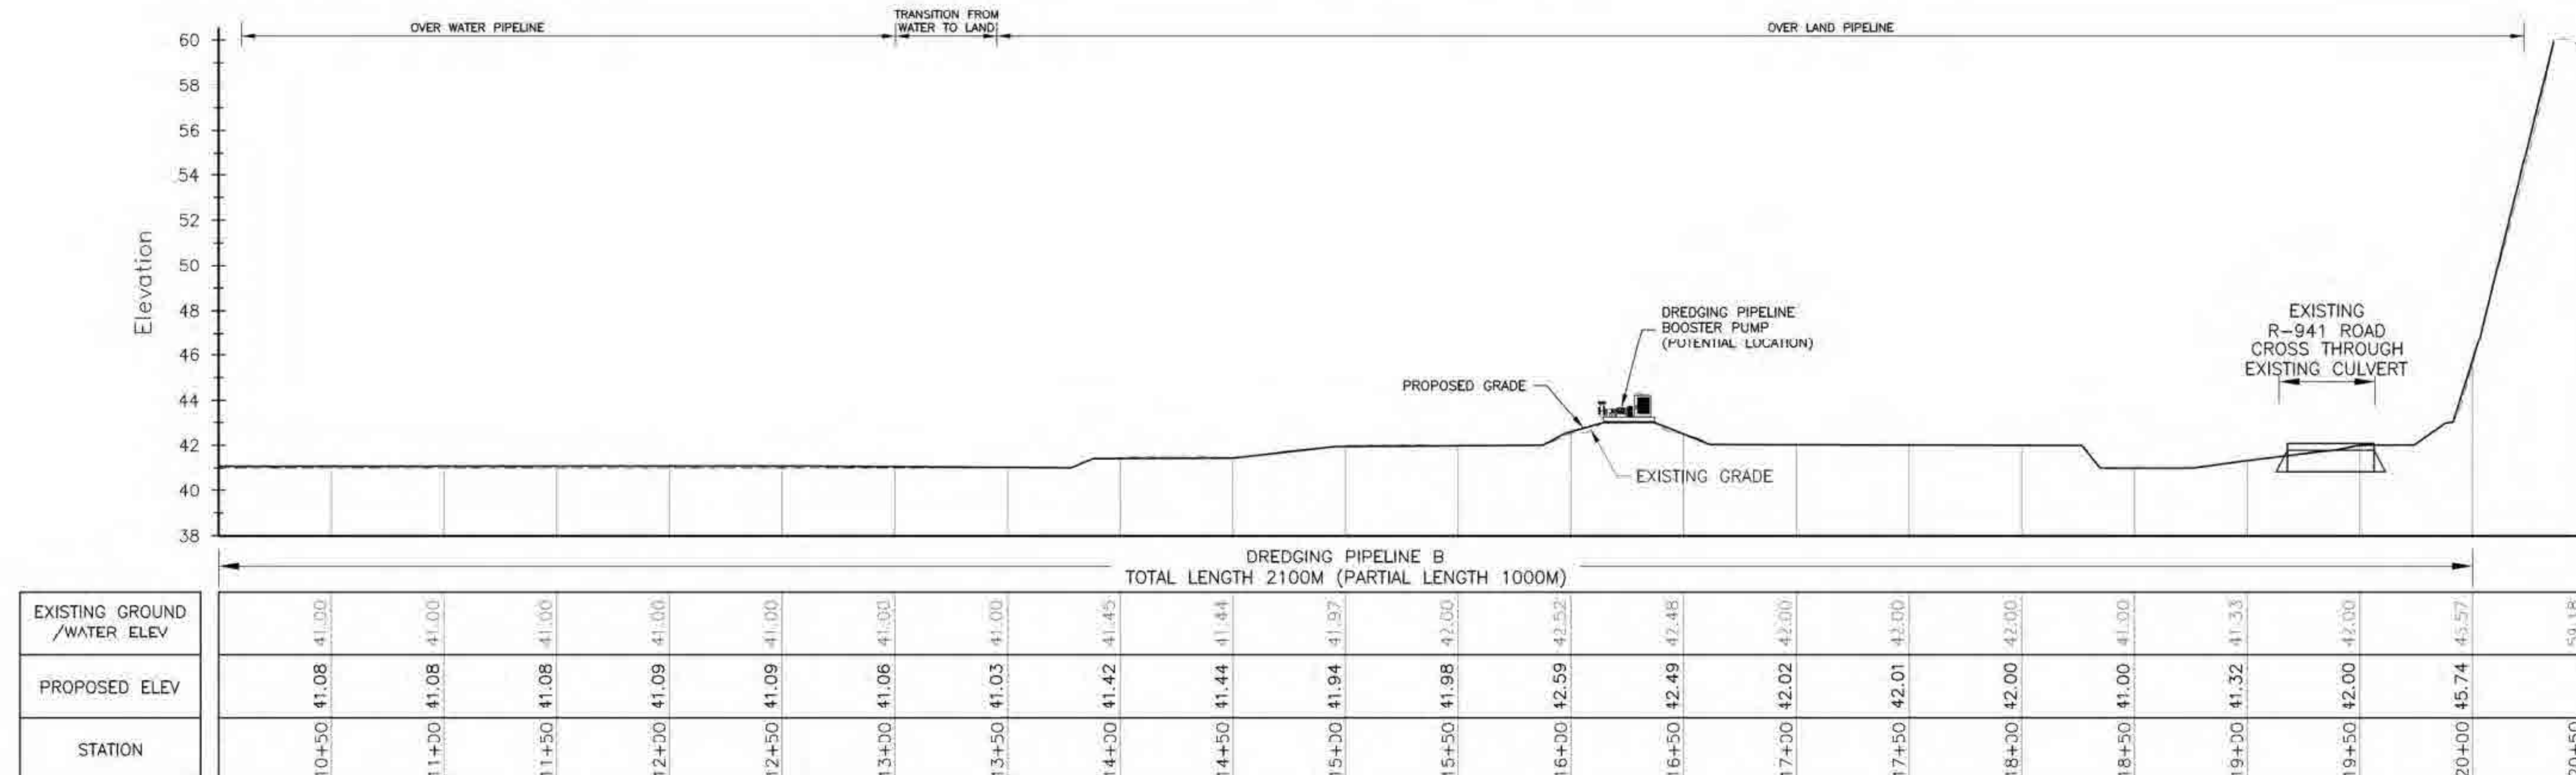 TRANSITION FROM
OVER WATER PIPELINE WATER TO LAND OVER LAND PIPELINE
60
58
56
54
52
50
48
46
44
42
40
38
Elevation
DREDGING PIPELINE
BOOSTER PUMP
(POTENTIAL LOCATION)
EXISTING
R-941 ROAD
CROSS THROUGH
EXISTING CULVERT
PROPOSED GRADE
EXISTING GRADE
DREDGING PIPELINE B
TOTAL LENGTH 2100M (PARTIAL LENGTH 1000M)
EXISTING GROUND
/WATER ELEV
41.00 41.00 41.00 41.00 41.00 41.00 41.00 41.45 41.44 41.97 42.00 42.52 42.48 42.00 42.00 42.00 41.00 41.33 42.00 45.57
PROPOSED ELEV 41.08 41.08 41.08 41.09 41.09 41.06 41.03 41.42 41.44 41.94 41.98 42.59 42.49 42.02 42.01 42.00 41.00 41.32 42.00 45.74
STATION 10+50 11+00 11+50 12+00 12+50 13+00 13+50 14+00 14+50 15+00 15+50 16+00 16+50 17+00 17+50 18+00 18+50 19+00 19+50 20+00